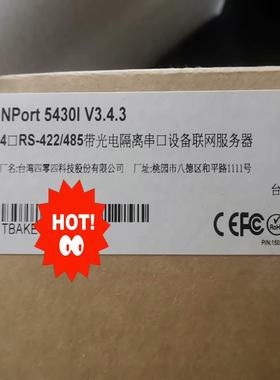 NPort 5430I V3.4.3
4口RS-422/485带光电隔离串口设备联网服务器
厂名:台湾四零四科技股份有限公司 厂址:桃园市八德区和平路1111号
台
HOT!
TBAKE
CE FC RoH
P/N:150